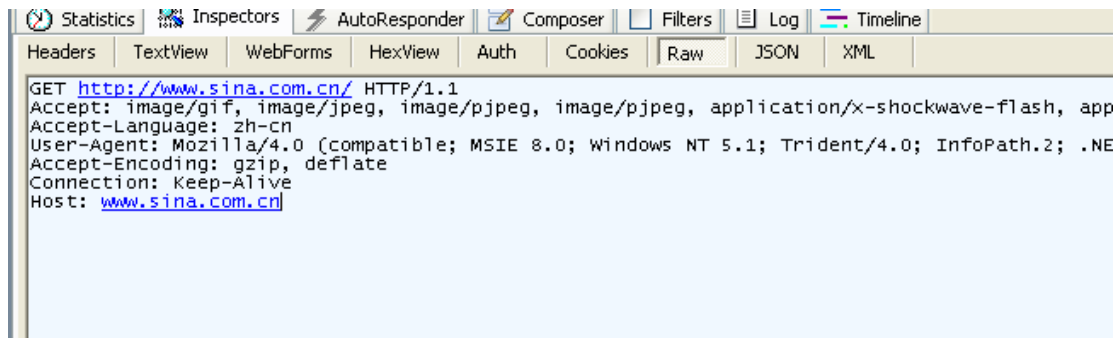 Statistics Inspectors AutoResponder Composer Filters Log Timeline
Headers TextView WebForms HexView Auth Cookies Raw JSON XML
GET http://www.sina.com.cn/ HTTP/1.1
Accept: image/gif, image/jpeg, image/pjpeg, image/pjpeg, application/x-shockwave-flash, app
Accept-Language: zh-cn
User-Agent: Mozilla/4.0 (compatible; MSIE 8.0; Windows NT 5.1; Trident/4.0; InfoPath.2; .NE
Accept-Encoding: gzip, deflate
Connection: Keep-Alive
Host: www.sina.com.cn